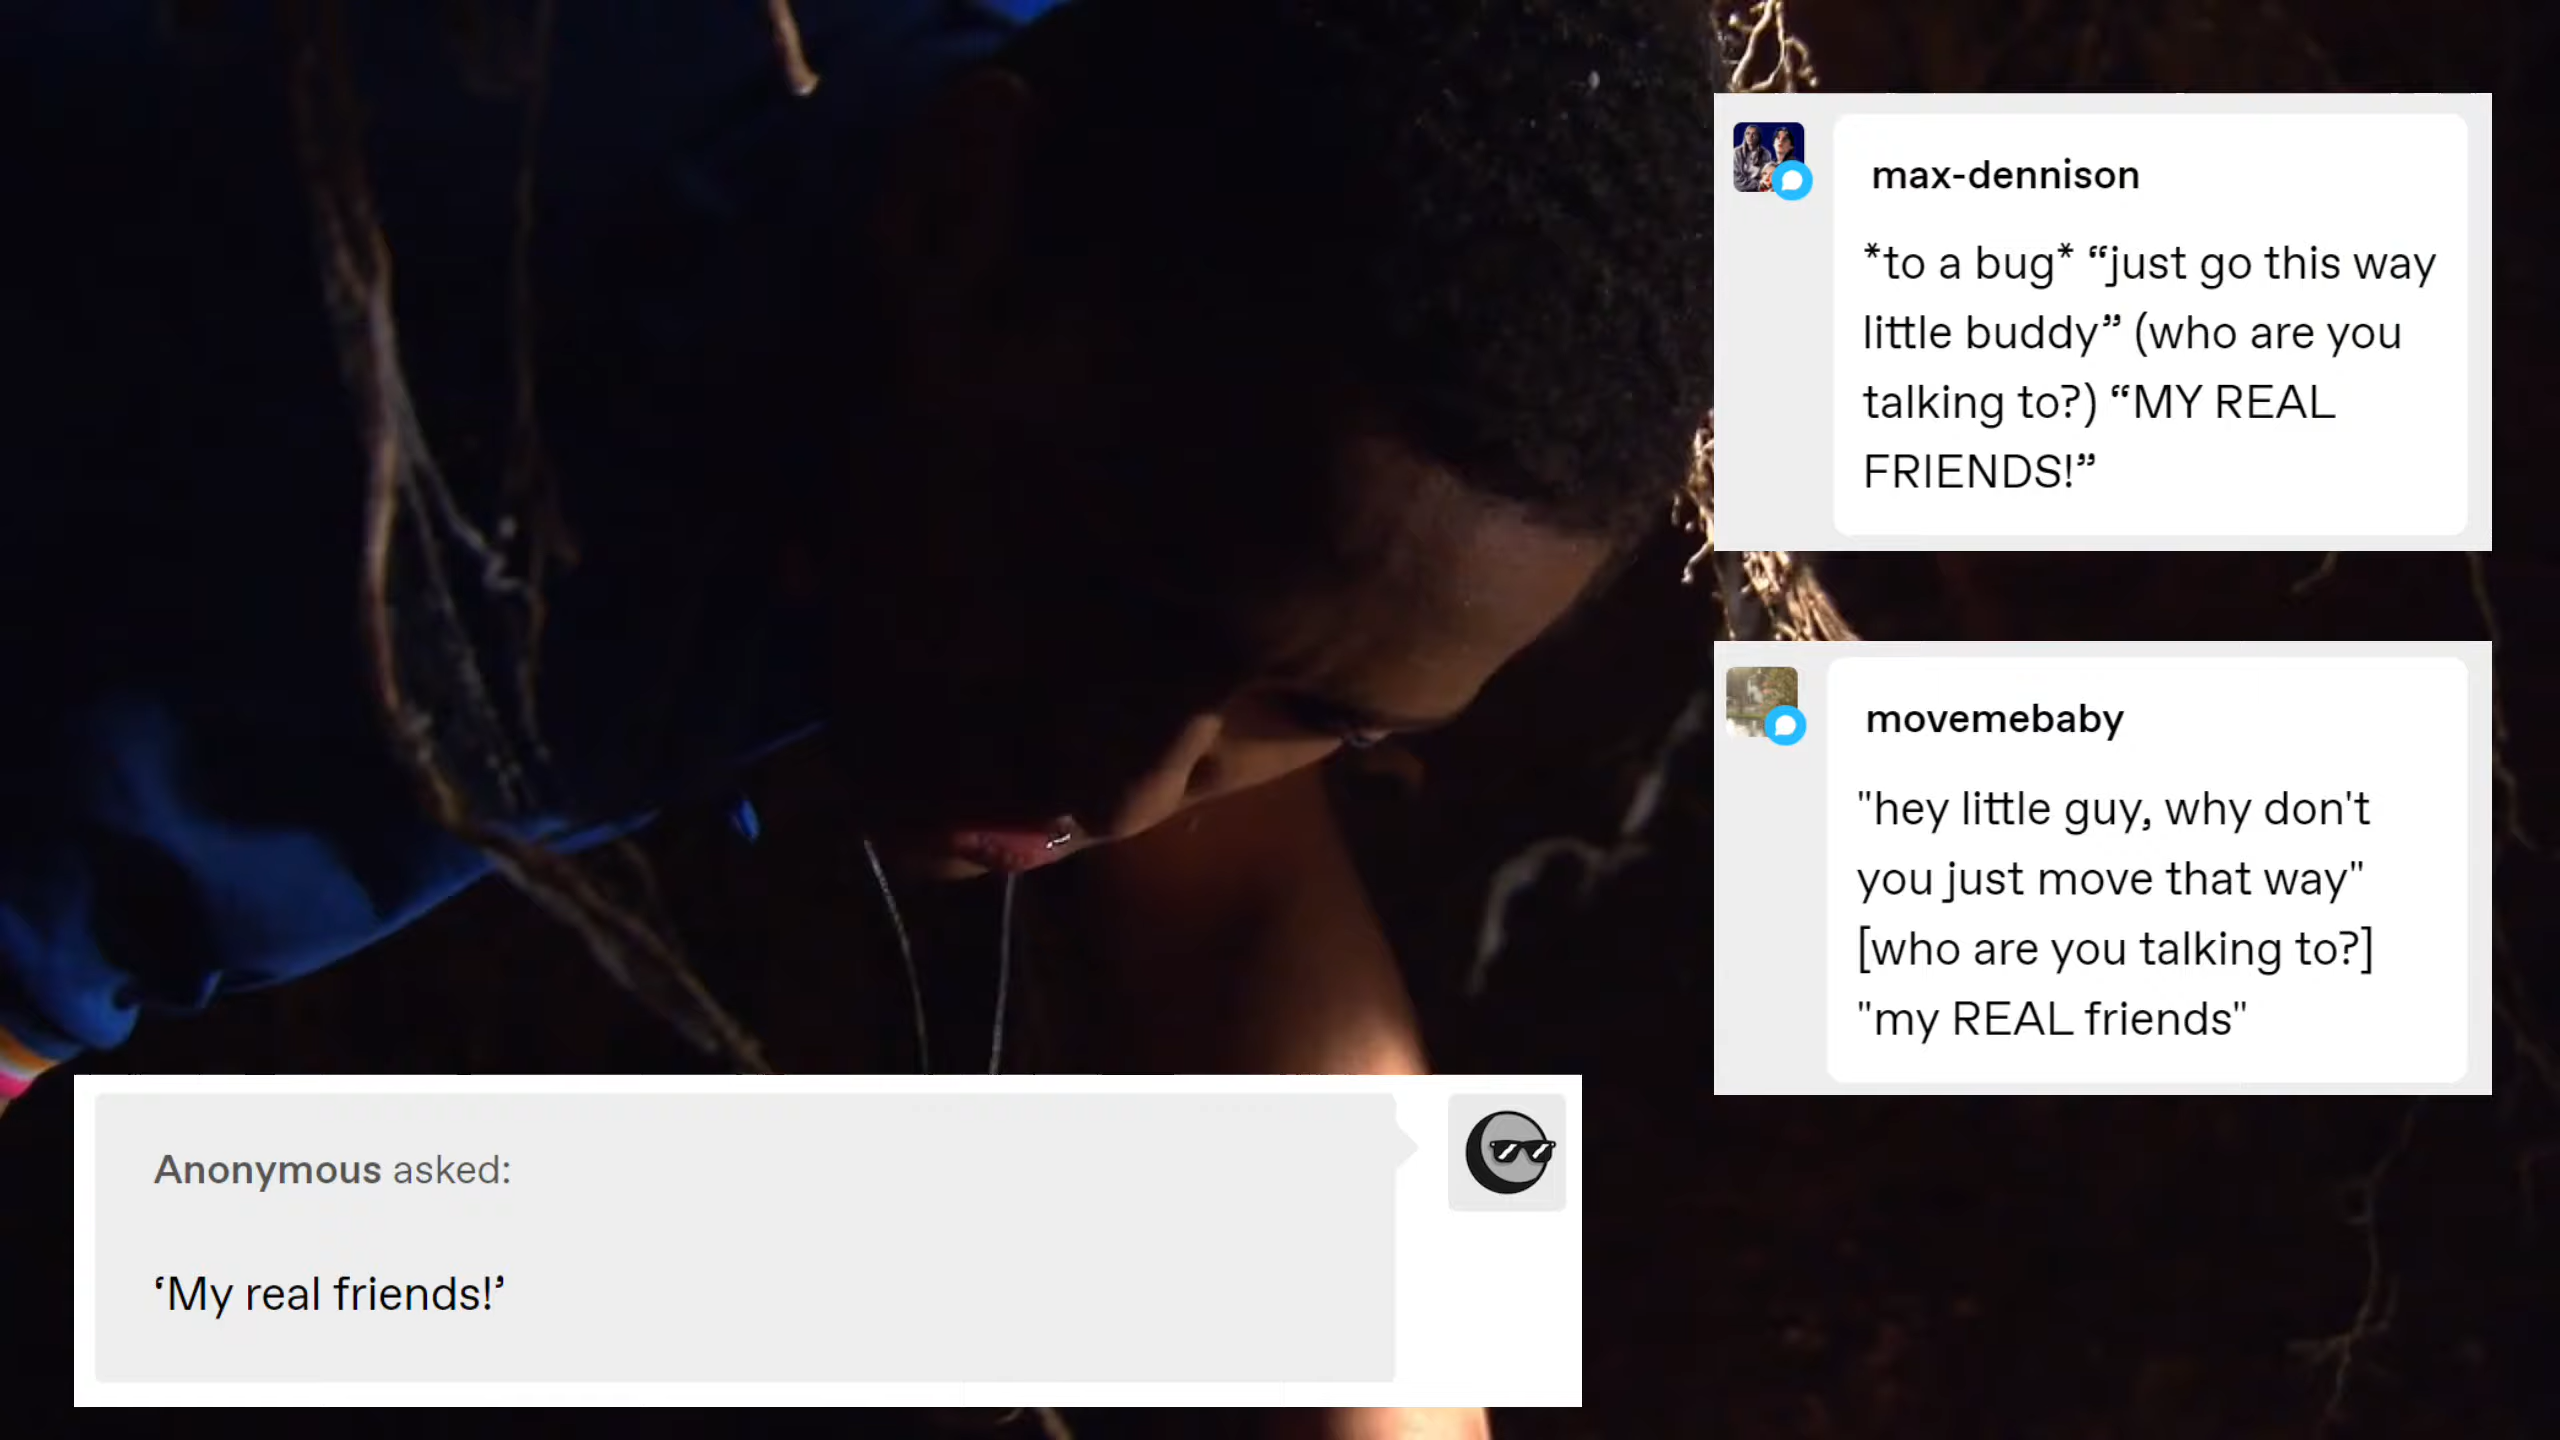 max-dennison
*to a bug* “just go this way
little buddy” (who are you
talking to?) “MY REAL
FRIENDS!”
movemebaby
"hey little guy, why don't
you just move that way"
[who are you talking to?]
"my REAL friends"
Anonymous asked:
‘My real friends!’